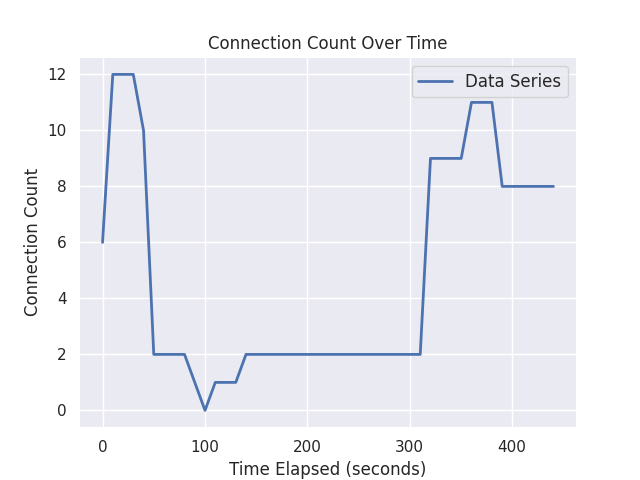 Connection Count Over Time
Data Series
12
10
8
6
4
2
0
Connection Count
0 100 200 300 400
Time Elapsed (seconds)